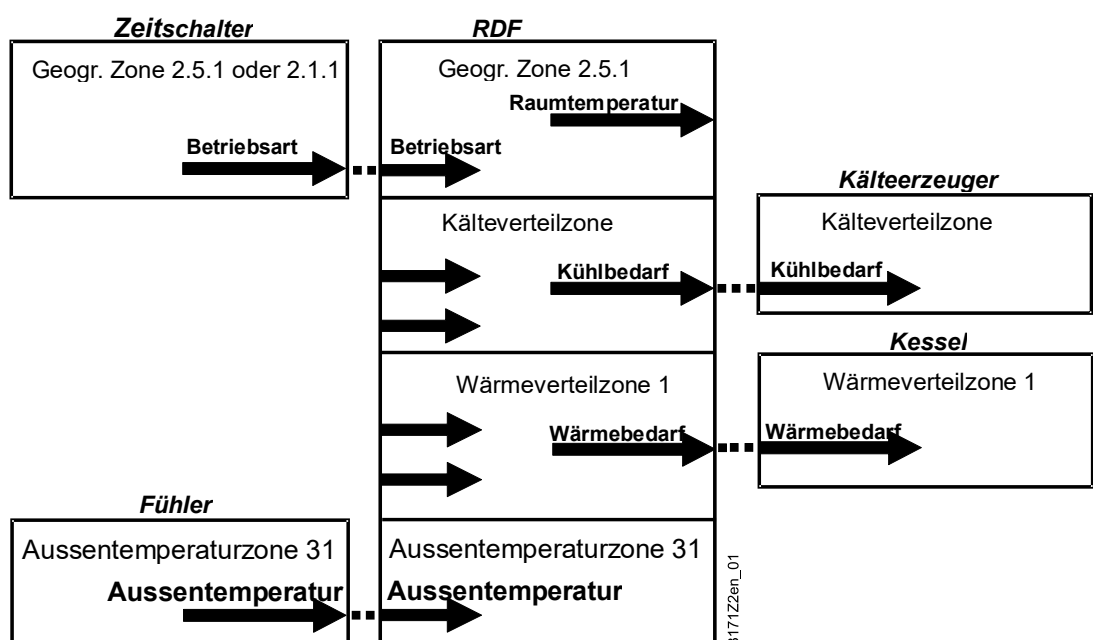 Zeitschalter
Geogr. Zone 2.5.1 oder 2.1.1
Betriebsart
RDF
Geogr. Zone 2.5.1
Raumtemperatur
Betriebsart
Kälteverteilzone
Kühlbedarf
Kälteerzeuger
Kälteverteilzone
Kühlbedarf
Wärmeverteilzone 1
Wärmebedarf
Kessel
Wärmeverteilzone 1
Wärmebedarf
Fühler
Aussentemperaturzone 31
Aussentemperatur
Aussentemperaturzone 31
Aussentemperatur
3171Z2en_01